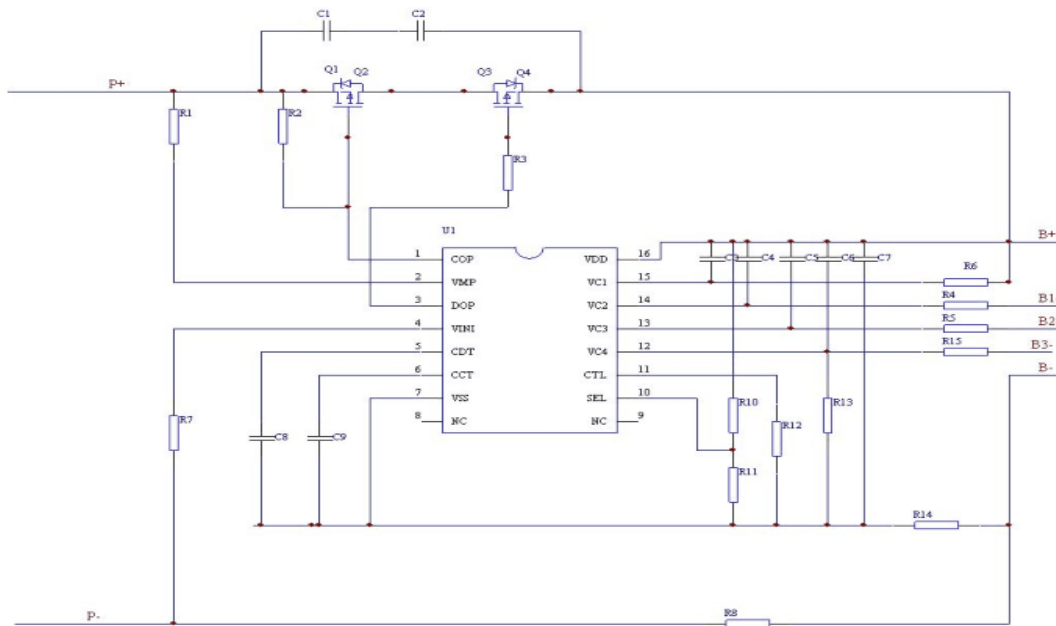 C1 C2
Q1 Q2 Q3 Q4
P+
R1 R2
R3
U1
B+
1 COP VDD 16 C3 C4 C5 C6 C7
2 VMP VC1 15 R6
3 DOP VC2 14 R4 B1
4 VINI VC3 13 R5 B2
5 CDT VC4 12 R15 B3-
6 CCT CTL 11 B-
7 VSS SEL 10 R10 R13
8 NC NC 9
R7 R12
C8 C9
R11
R14
P- R8